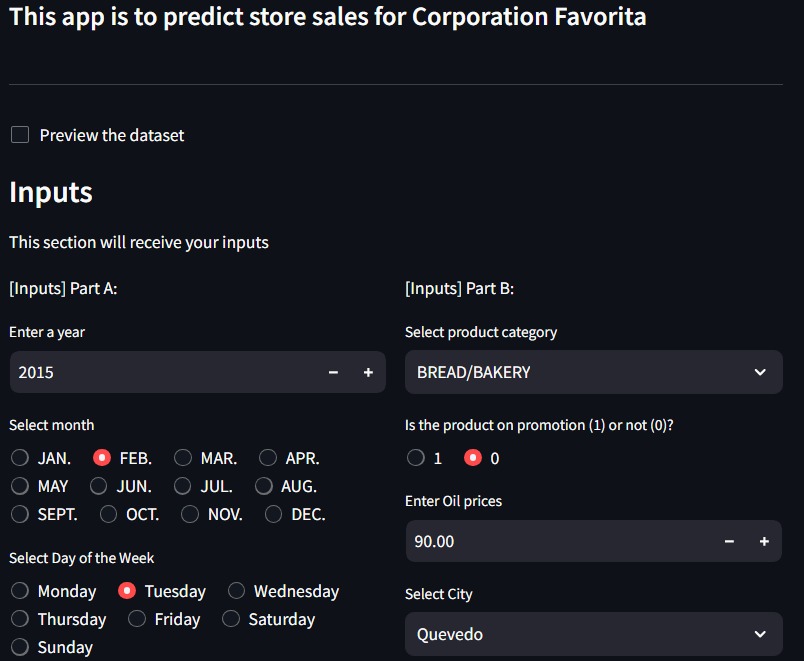 This app is to predict store sales for Corporation Favorita
Preview the dataset
Inputs
This section will receive your inputs
[Inputs] Part A:
Enter a year
2015
Select month
JAN. FEB. MAR. APR.
MAY JUN. JUL. AUG.
SEPT. OCT. NOV. DEC.
Select Day of the Week
Monday Tuesday Wednesday
Thursday Friday Saturday
Sunday
[Inputs] Part B:
Select product category
BREAD/BAKERY
Is the product on promotion (1) or not (0)?
1 0
Enter Oil prices
90.00
Select City
Quevedo